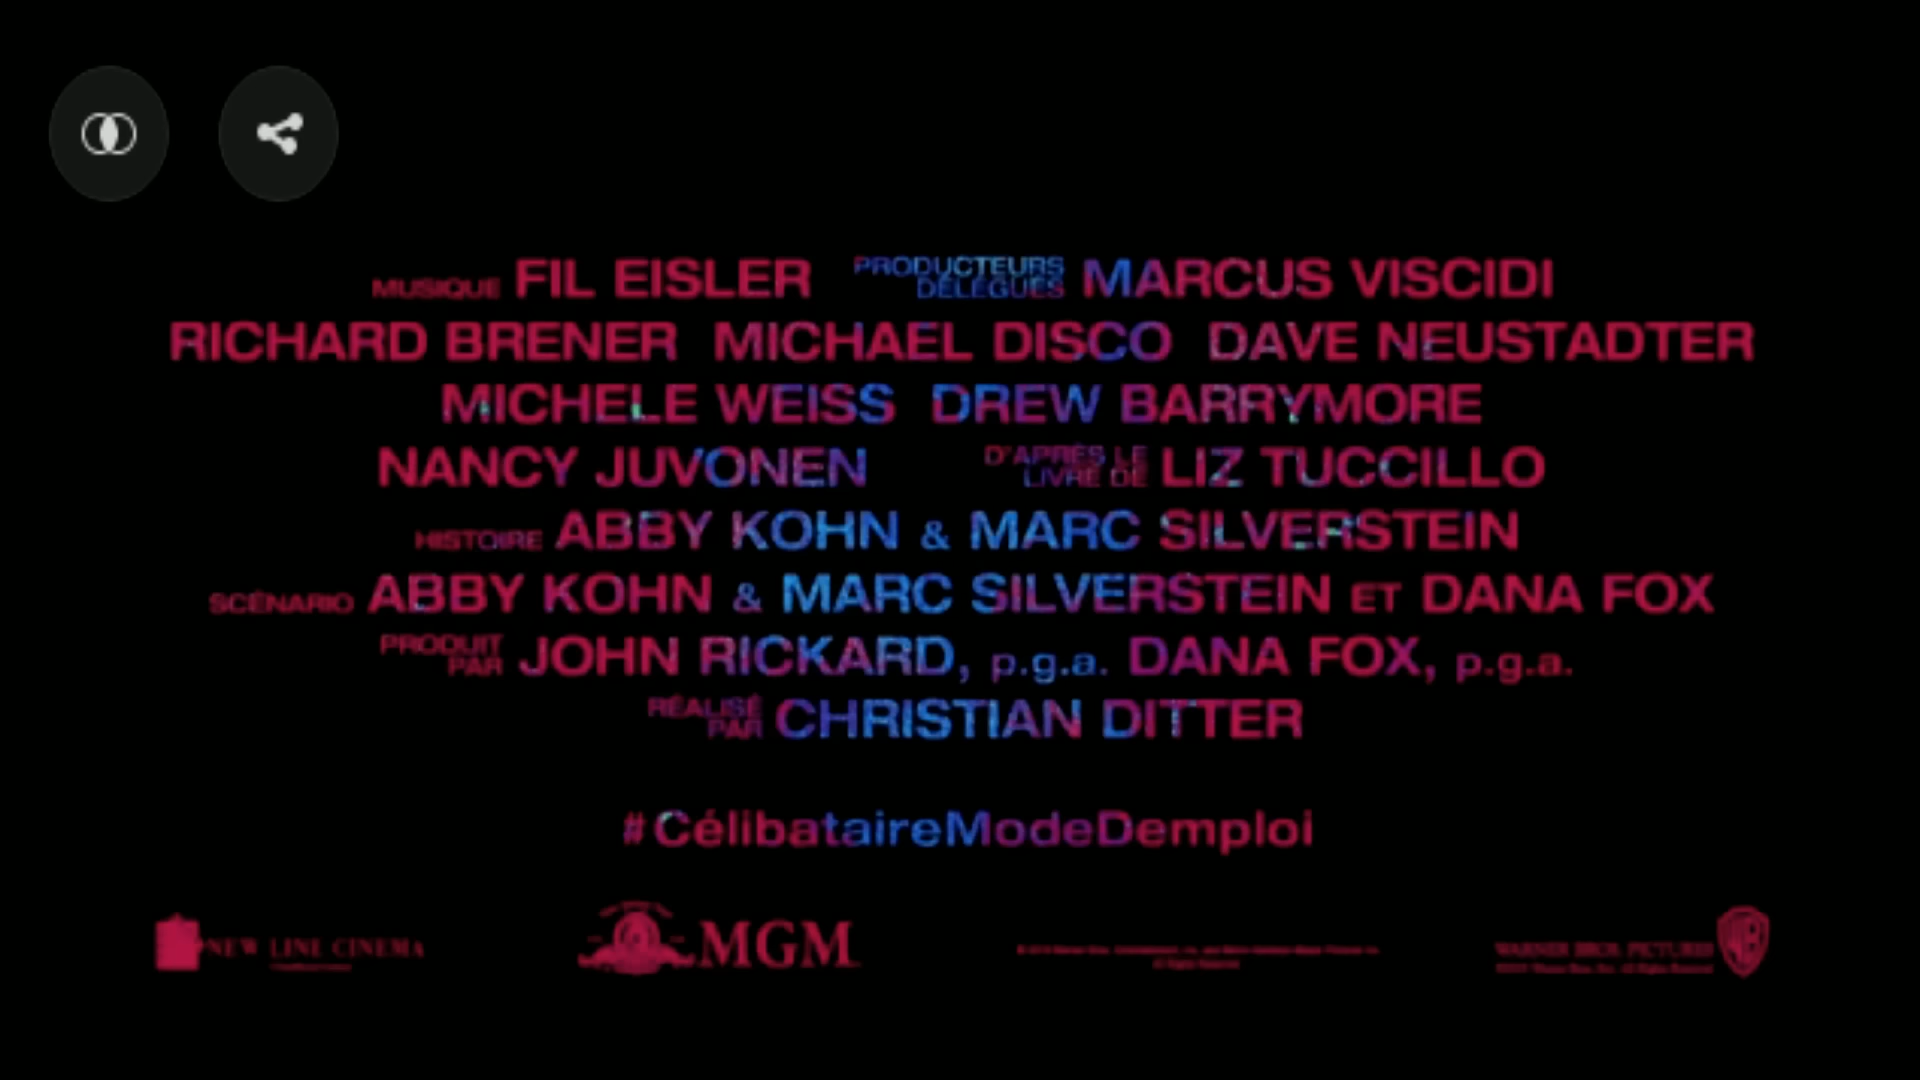 MUSIQUE FIL EISLER PRODUCTEURS DÉLÉGUÉS MARCUS VISCIDI
RICHARD BRENER MICHAEL DISCO DAVE NEUSTADTER
MICHELE WEISS DREW BARRYMORE
NANCY JUVONEN D'APRÈS LE LIVRE DE LIZ TUCCILLO
HISTOIRE ABBY KOHN & MARC SILVERSTEIN
SCÉNARIO ABBY KOHN & MARC SILVERSTEIN ET DANA FOX
PRODUIT PAR JOHN RICKARD, p.g.a. DANA FOX, p.g.a.
RÉALISÉ PAR CHRISTIAN DITTER
#CélibataireModeDemploi
NEW LINE CINEMA
MGM
WARNER BROS. PICTURES
WB